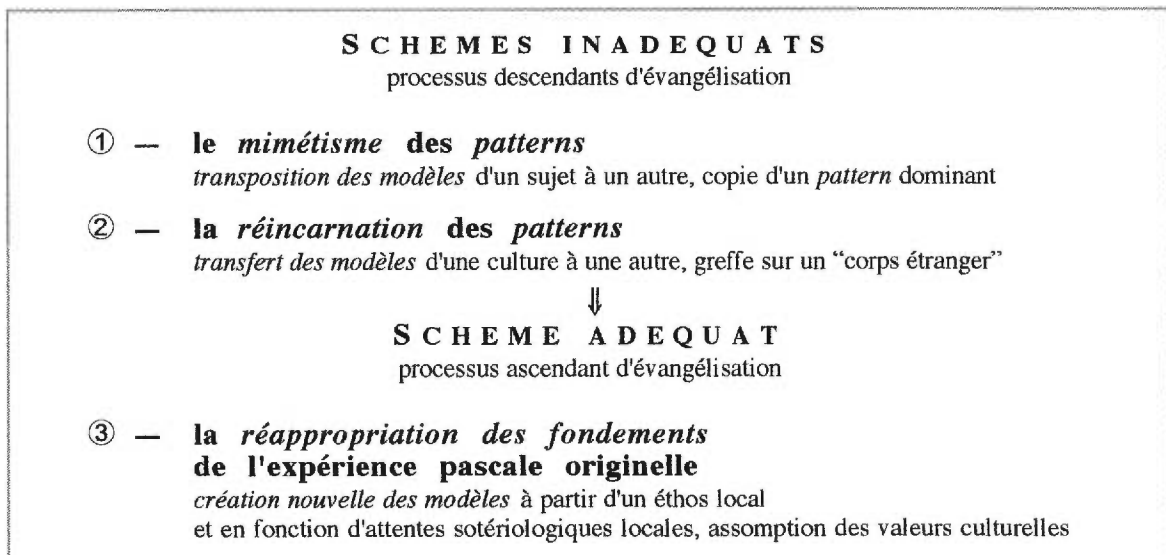 SCHEMES INADEQUATS
processus descendants d'évangélisation
① — le mimétisme des patterns
transposition des modèles d'un sujet à un autre, copie d'un pattern dominant
② — la réincarnation des patterns
transfert des modèles d'une culture à une autre, greffe sur un “corps étranger”
⇓
SCHEME ADEQUAT
processus ascendant d'évangélisation
③ — la réappropriation des fondements
de l'expérience pascale originelle
création nouvelle des modèles à partir d'un éthos local
et en fonction d'attentes sotériologiques locales, assomption des valeurs culturelles